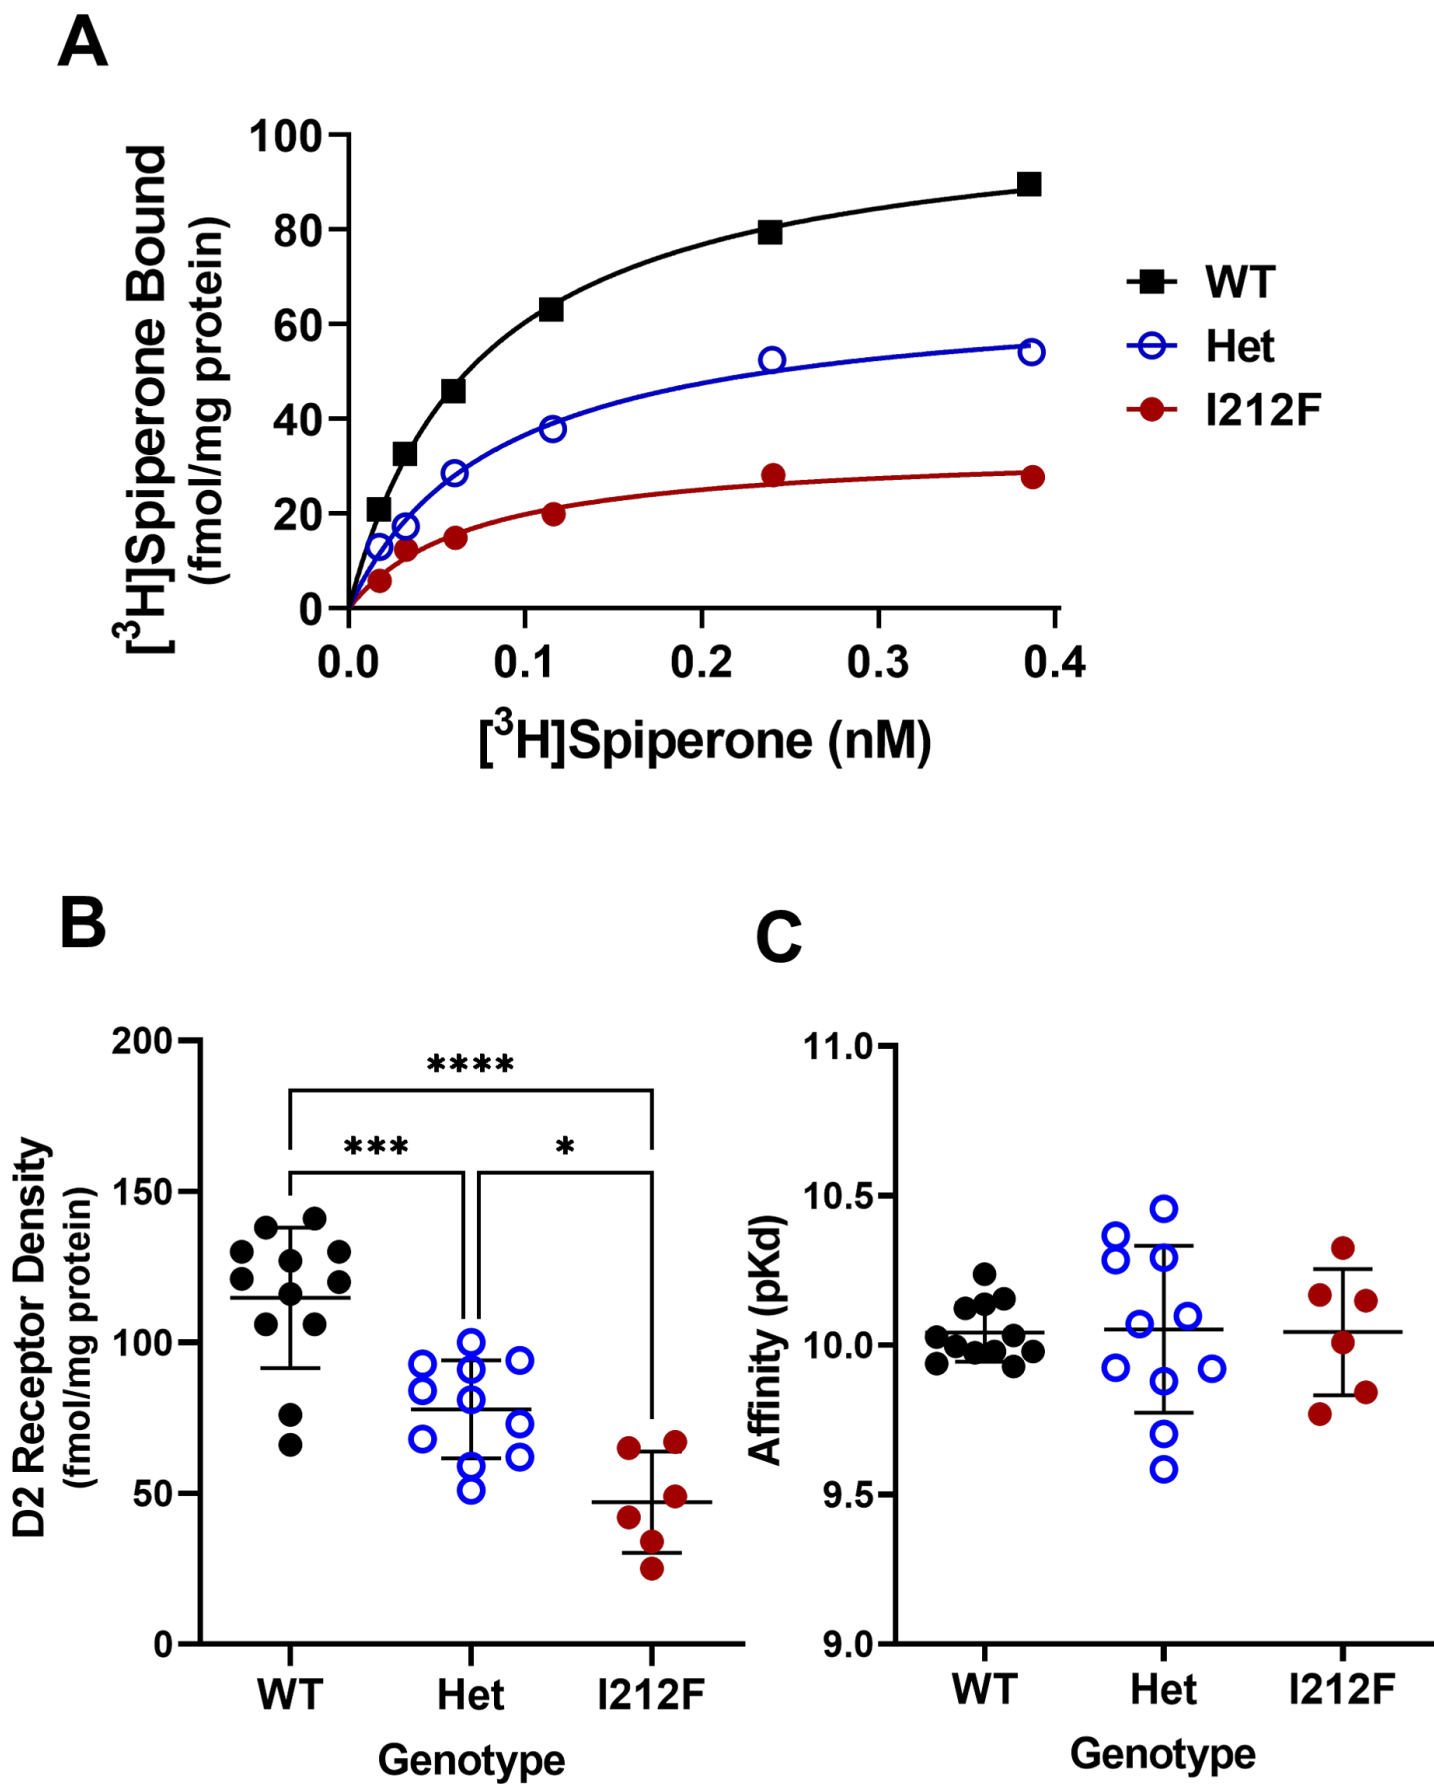 A
[³H]Spiperone Bound
(fmol/mg protein)
100
80
60
40
20
0
0.0 0.1 0.2 0.3 0.4
[³H]Spiperone (nM)
WT
Het
I212F
B
D2 Receptor Density
(fmol/mg protein)
200
150
100
50
0
****
***
*
WT Het I212F
Genotype
C
Affinity (pKd)
11.0
10.5
10.0
9.5
9.0
WT Het I212F
Genotype